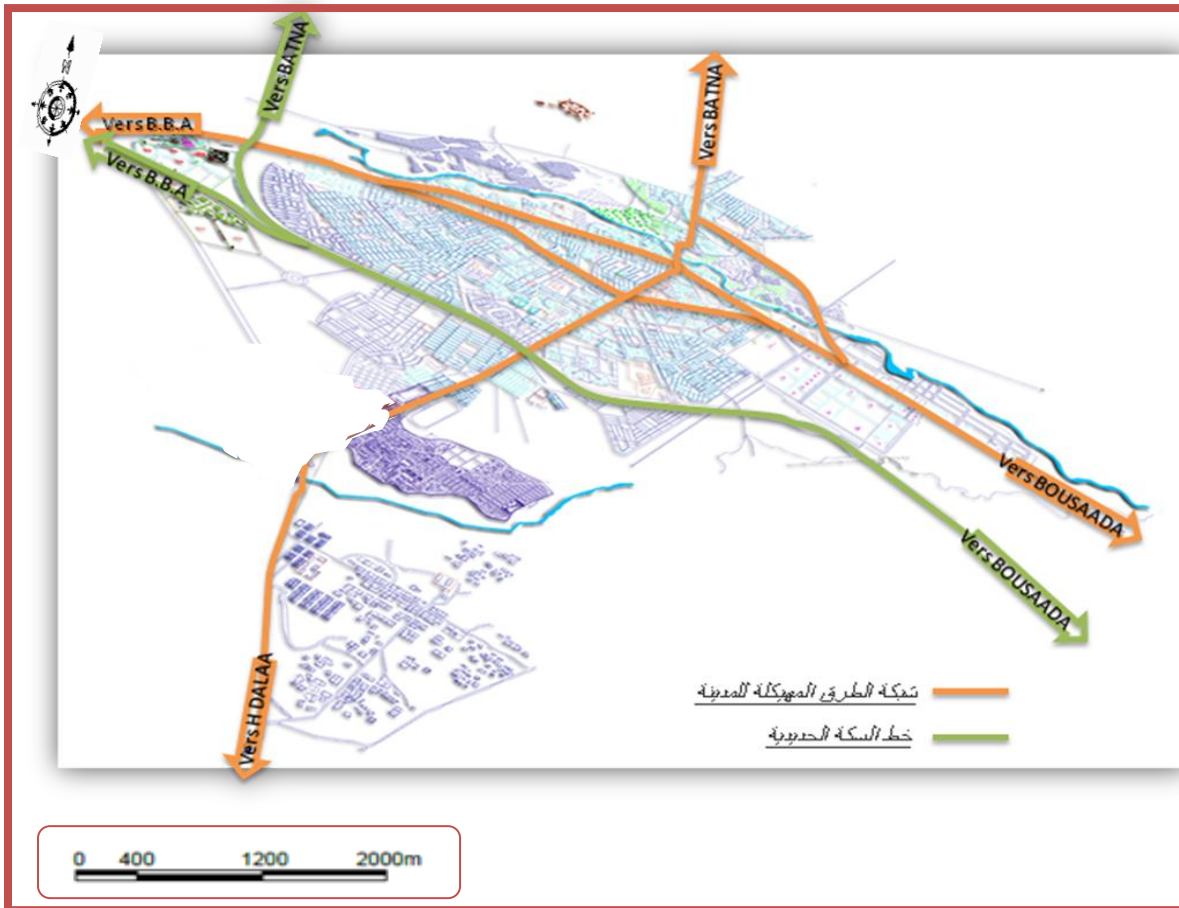 Vers BATNA
Vers BATNA
N
Vers B.B.A
Vers B.B.A
Vers BOUSAADA
Vers BOUSAADA
Vers H DALAA
شبكة الطرق المهيكلة للمدينة
خط السكة الحديدية
0 400 1200 2000m